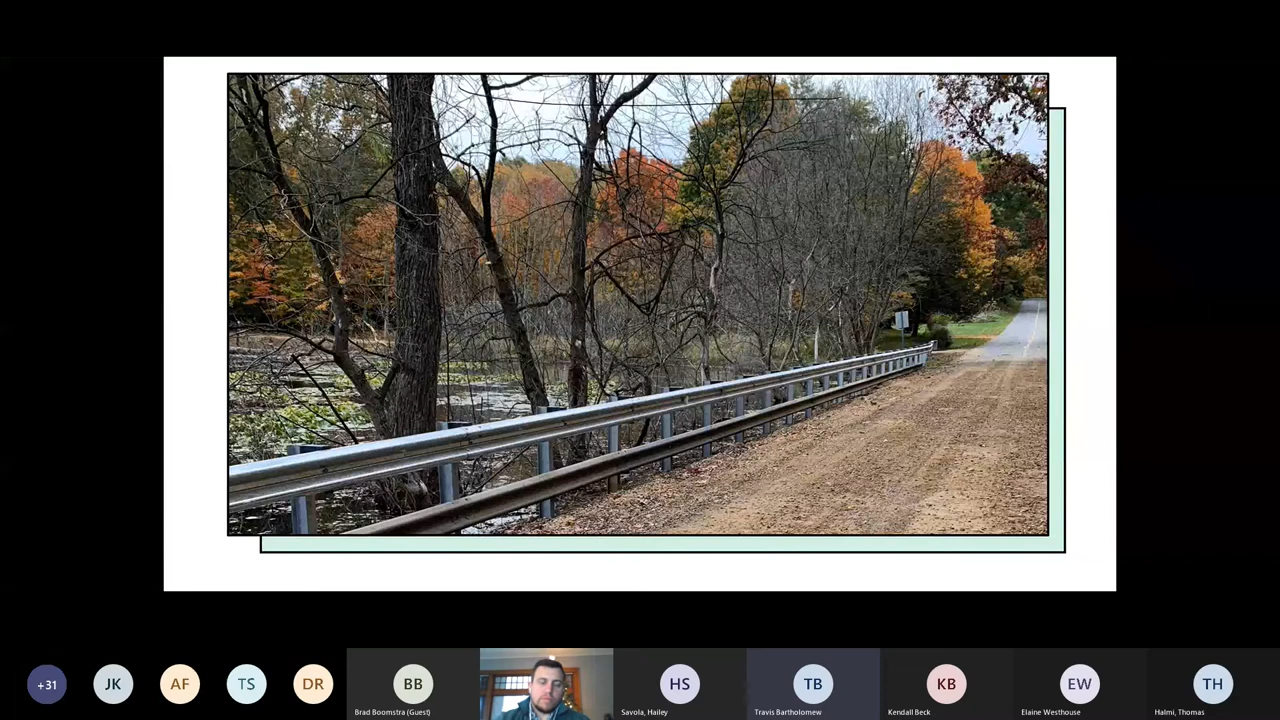 +31
JK
AF
TS
DR
BB
HS
TB
KB
EW
TH
Brad Boomstra (Guest)
Savola, Hailey
Travis Bartholomew
Kendall Beck
Elaine Westhouse
Halmi, Thomas